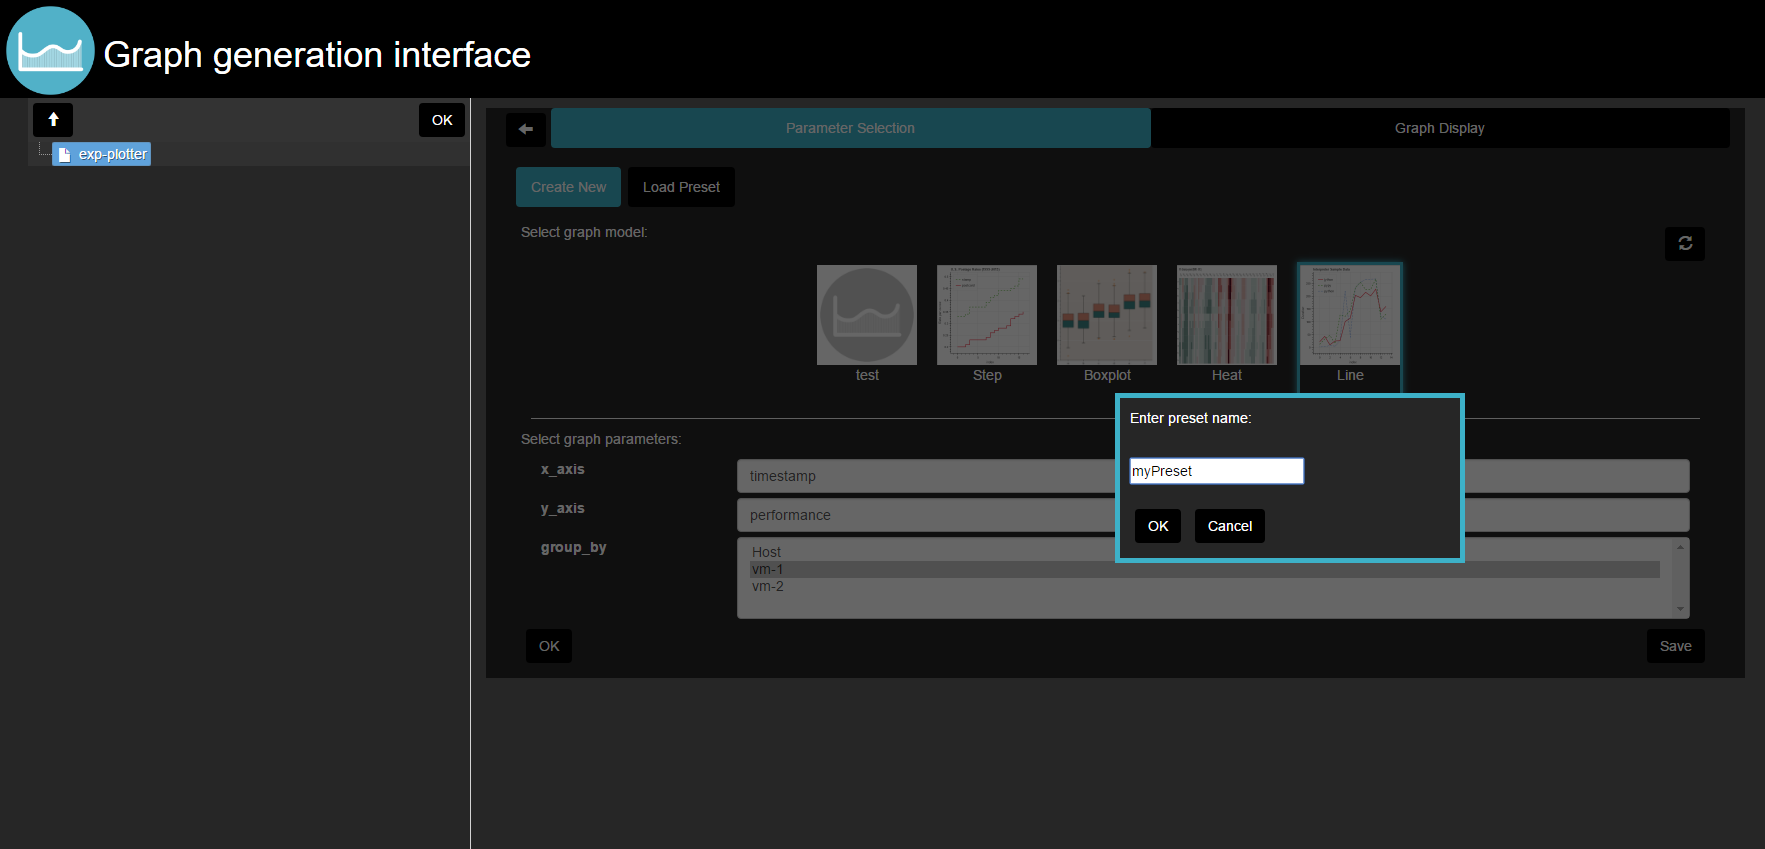 Graph generation interface
OK
exp-plotter
Parameter Selection
Graph Display
Create New
Load Preset
Select graph model:
test
Step
Boxplot
Heat
Line
Enter preset name:
myPreset
OK
Cancel
Select graph parameters:
x_axis
timestamp
y_axis
performance
group_by
Host
vm-1
vm-2
OK
Save